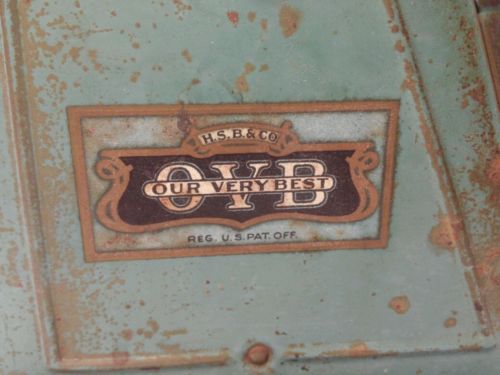 H.S.B.&CO
OVB
OUR VERY BEST
REG. U.S. PAT. OFF.